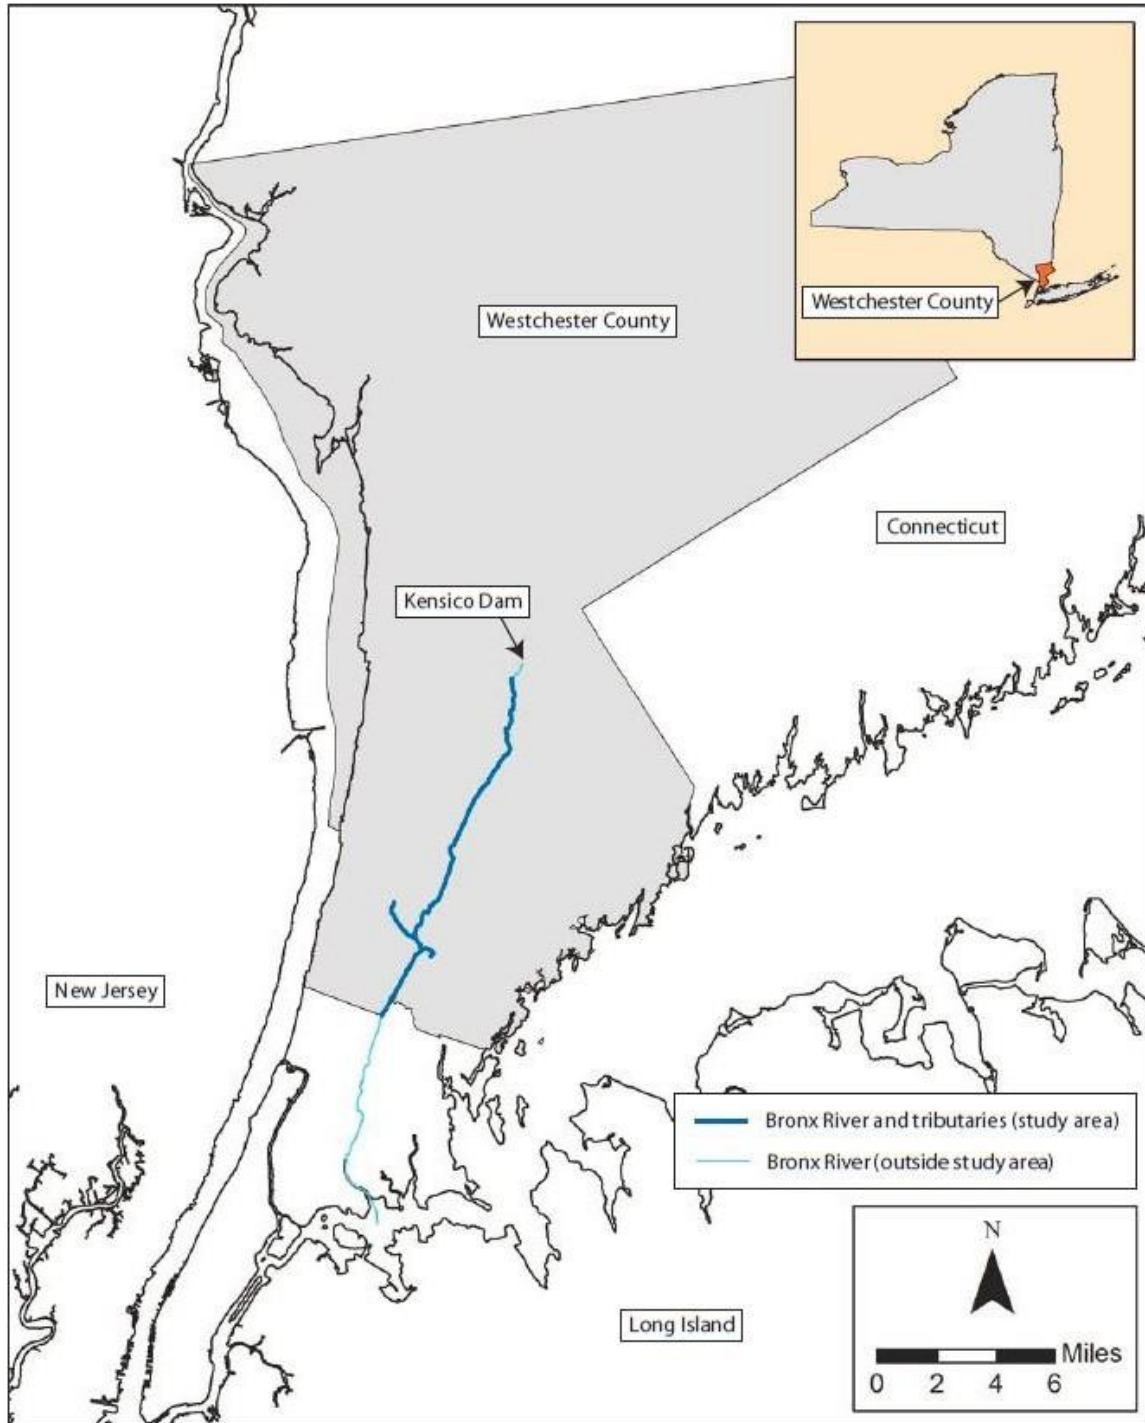 Westchester County
Westchester County
Connecticut
Kensico Dam
New Jersey
Bronx River and tributaries (study area)
Bronx River (outside study area)
N
Miles
0 2 4 6
Long Island